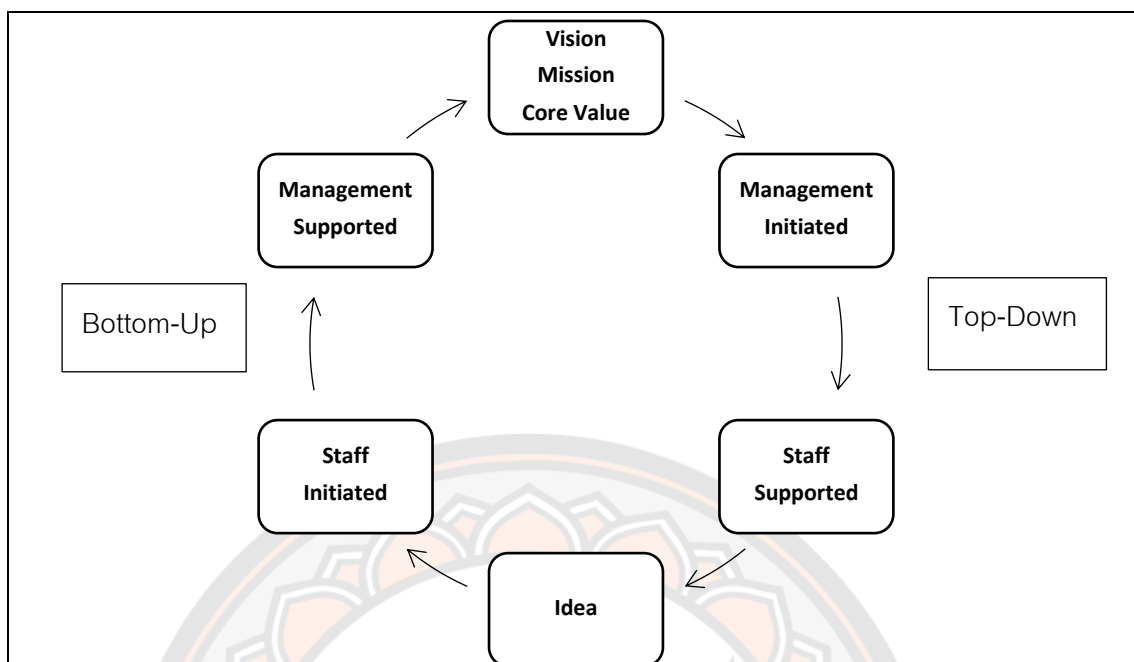 Vision
Mission
Core Value
Management
Supported
Management
Initiated
Bottom-Up
Top-Down
Staff
Initiated
Staff
Supported
Idea